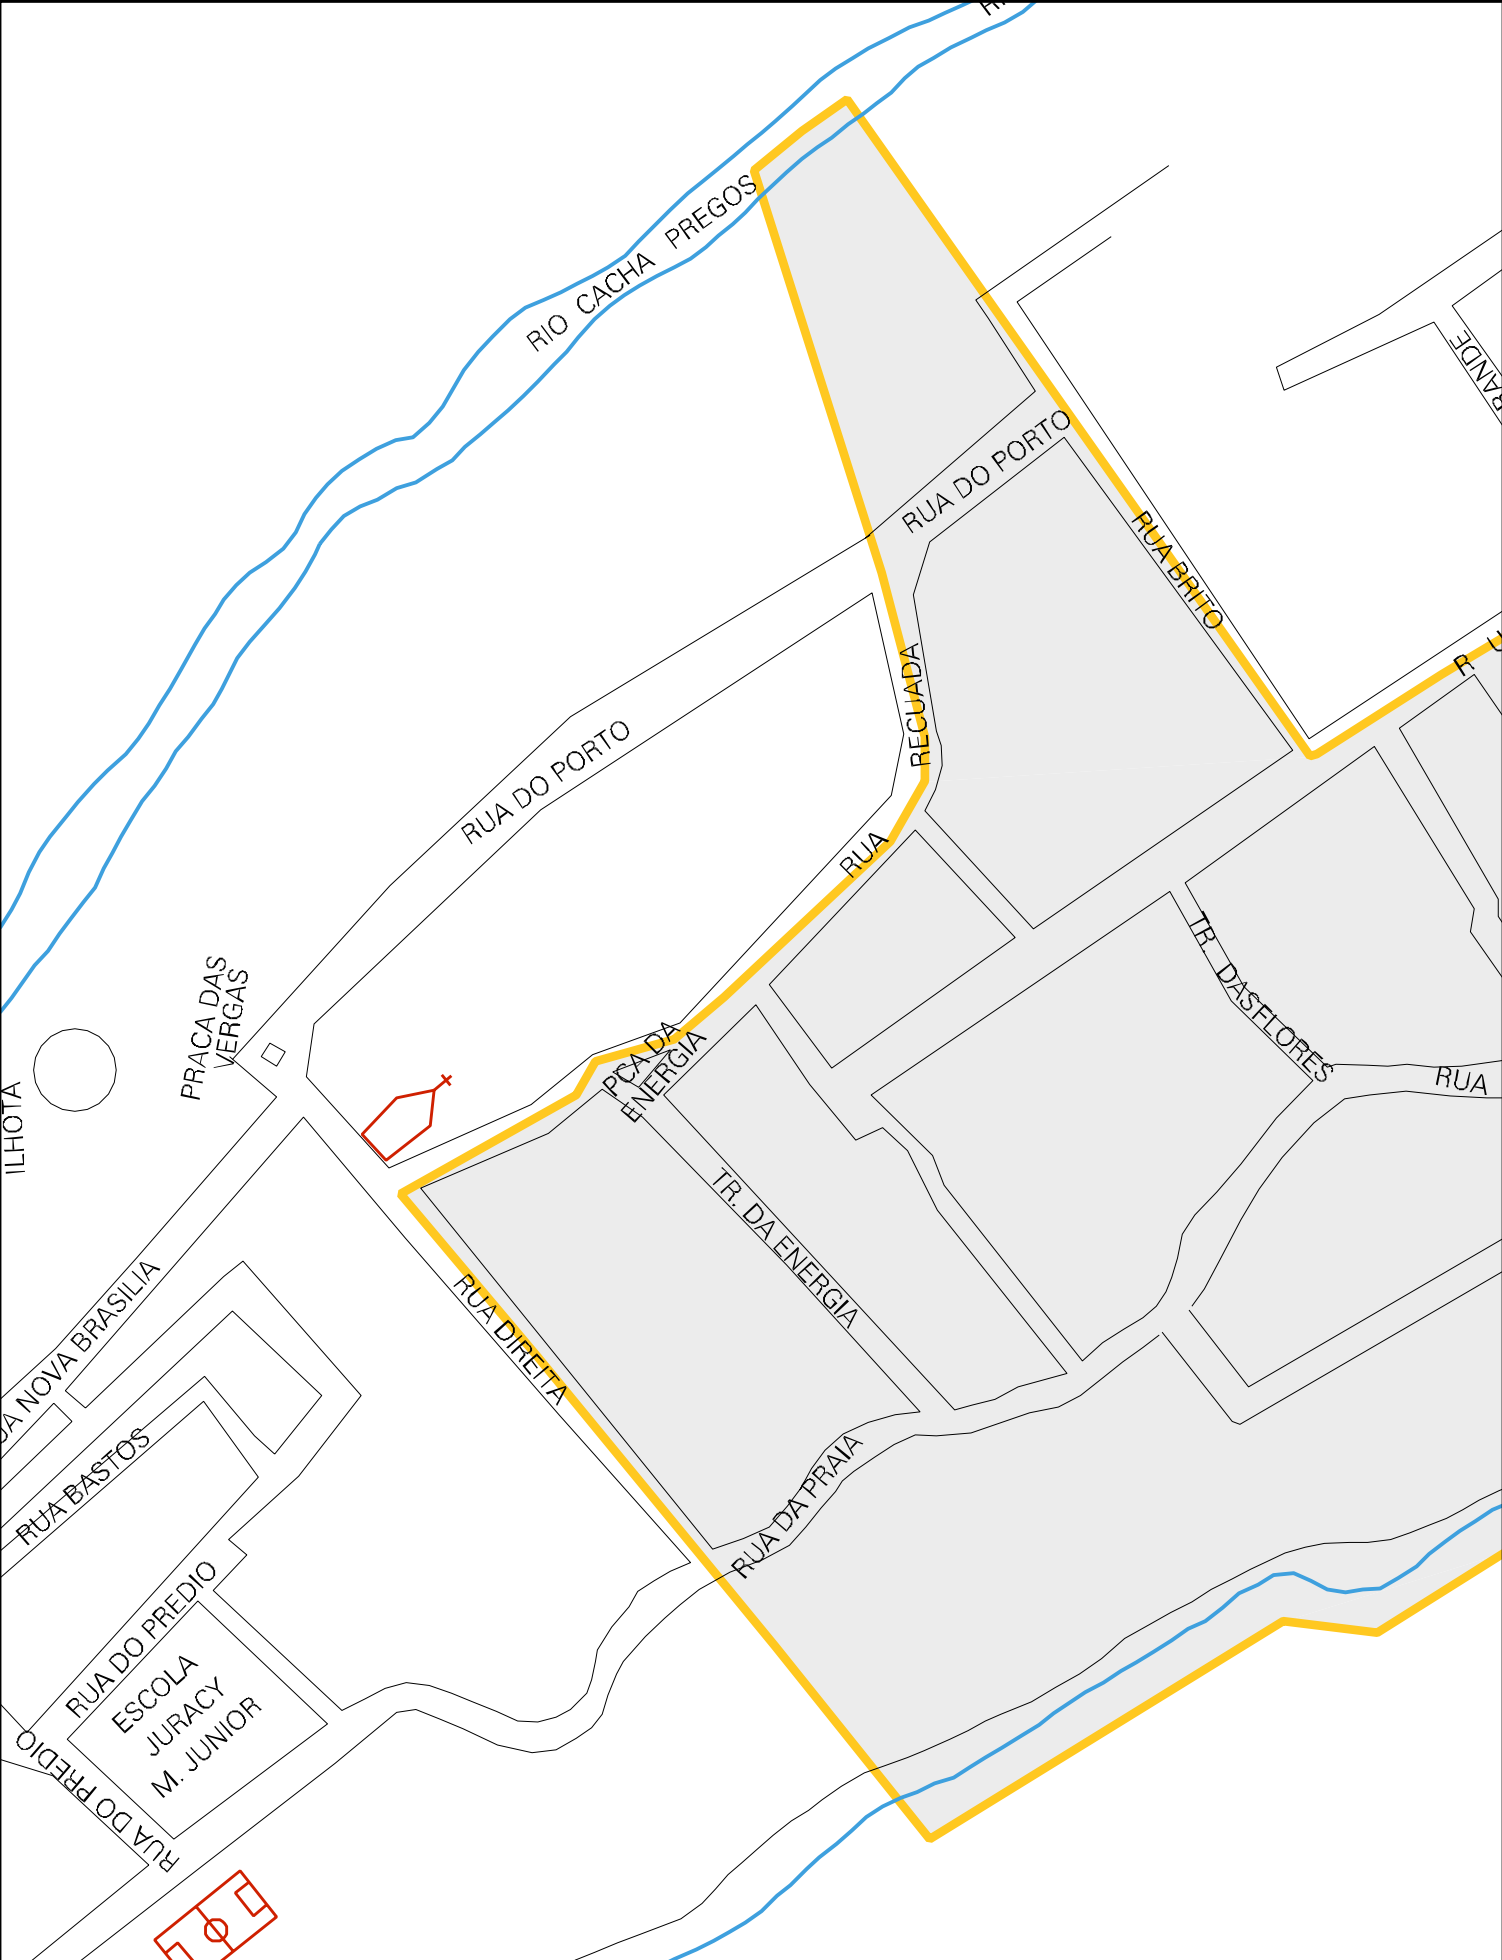 RIO CACHA PREGOS
RUA DO PORTO
RUA BRITO
RECUADA
RUA
RUA DO PORTO
TR. DASFLORES
RUA
PRACA DAS
VERGAS
PCA DA
ENERGIA
ILHOTA
TR. DA ENERGIA
RUA DIREITA
NOVA BRASILIA
RUA BASTOS
RUA DA PRAIA
RUA DO PREDIO
ESCOLA
JURACY
M. JUNIOR
RUA DO PREDIO